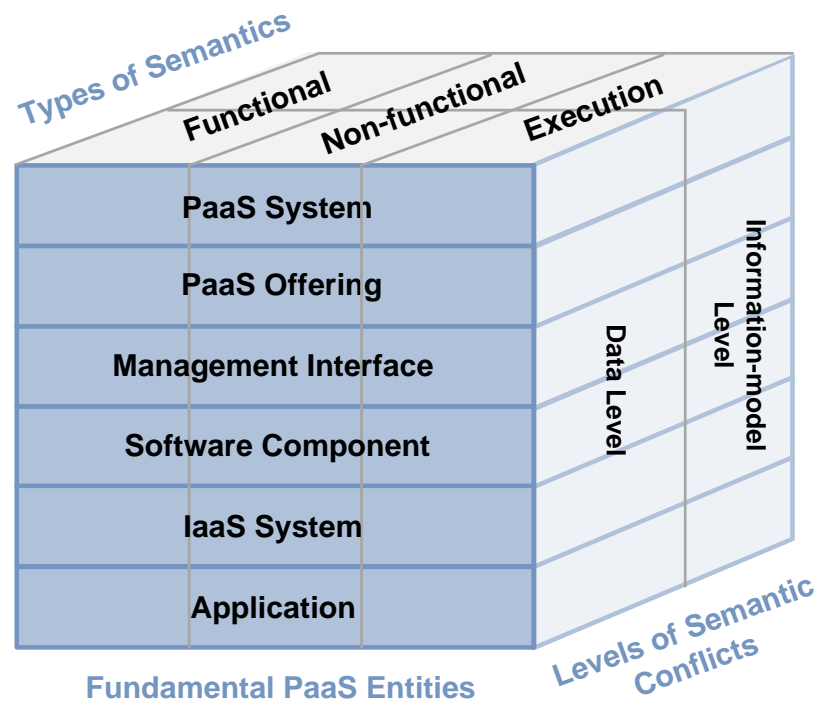 Types of Semantics
Functional
Non-functional
Execution
PaaS System
PaaS Offering
Management Interface
Software Component
IaaS System
Application
Data Level
Information-model
Level
Fundamental PaaS Entities
Levels of Semantic
Conflicts